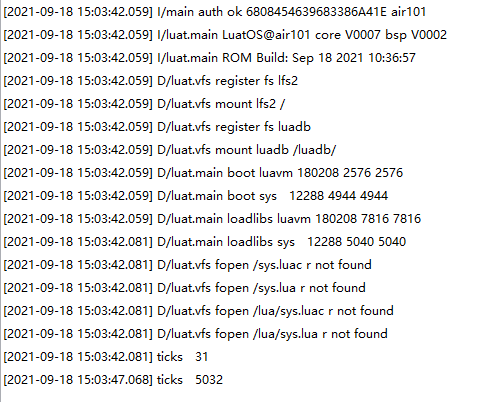 [2021-09-18 15:03:42.059] I/main auth ok 6808454639683386A41E air101
[2021-09-18 15:03:42.059] I/luat.main LuatOS@air101 core V0007 bsp V0002
[2021-09-18 15:03:42.059] I/luat.main ROM Build: Sep 18 2021 10:36:57
[2021-09-18 15:03:42.059] D/luat.vfs register fs lfs2
[2021-09-18 15:03:42.059] D/luat.vfs mount lfs2 /
[2021-09-18 15:03:42.059] D/luat.vfs register fs luadb
[2021-09-18 15:03:42.059] D/luat.vfs mount luadb /luadb/
[2021-09-18 15:03:42.059] D/luat.main boot luavm 180208 2576 2576
[2021-09-18 15:03:42.059] D/luat.main boot sys   12288 4944 4944
[2021-09-18 15:03:42.059] D/luat.main loadlibs luavm 180208 7816 7816
[2021-09-18 15:03:42.081] D/luat.main loadlibs sys   12288 5040 5040
[2021-09-18 15:03:42.081] D/luat.vfs fopen /sys.luac r not found
[2021-09-18 15:03:42.081] D/luat.vfs fopen /sys.lua r not found
[2021-09-18 15:03:42.081] D/luat.vfs fopen /lua/sys.luac r not found
[2021-09-18 15:03:42.081] D/luat.vfs fopen /lua/sys.lua r not found
[2021-09-18 15:03:42.081] ticks   31
[2021-09-18 15:03:47.068] ticks   5032